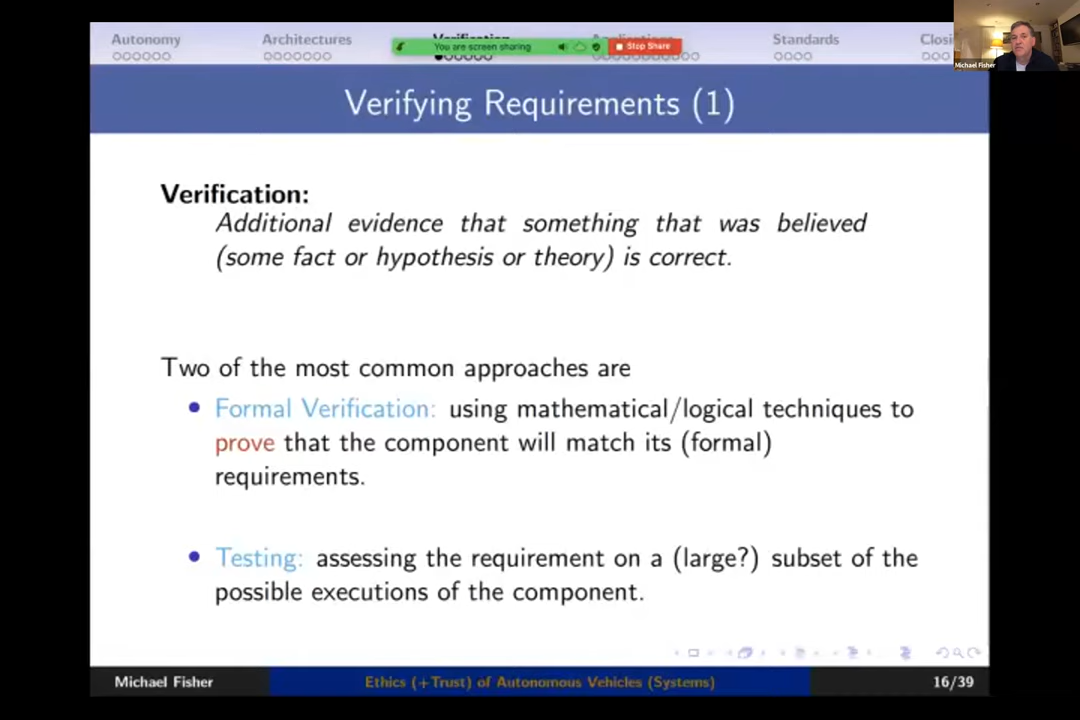 Autonomy Architectures Verification Applications Standards Closi
You are screen sharing Stop Share
Michael Fisher
Verifying Requirements (1)
Verification:
Additional evidence that something that was believed
(some fact or hypothesis or theory) is correct.
Two of the most common approaches are
Formal Verification: using mathematical/logical techniques to
prove that the component will match its (formal)
requirements.
Testing: assessing the requirement on a (large?) subset of the
possible executions of the component.
Michael Fisher Ethics (+Trust) of Autonomous Vehicles (Systems) 16/39